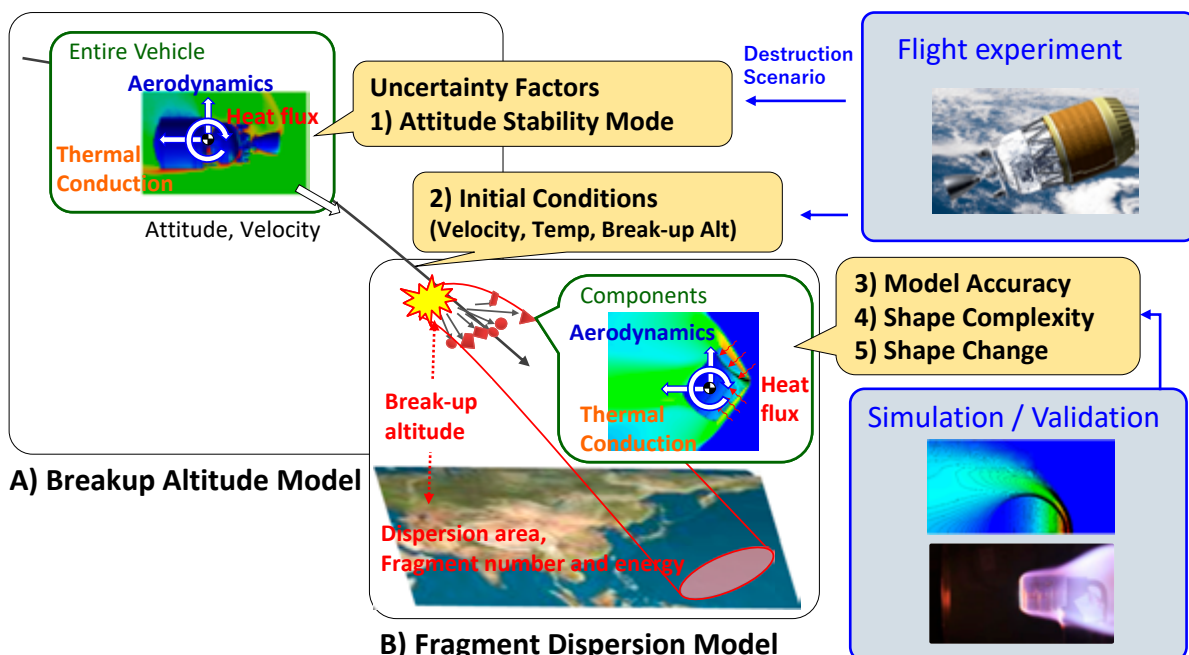 Entire Vehicle
Aerodynamics
Heat flux
Thermal
Conduction
Attitude, Velocity
Uncertainty Factors
1) Attitude Stability Mode
Destruction
Scenario
Flight experiment
2) Initial Conditions
(Velocity, Temp, Break-up Alt)
Components
Aerodynamics
Heat
flux
Thermal
Conduction
3) Model Accuracy
4) Shape Complexity
5) Shape Change
Break-up
altitude
Simulation / Validation
A) Breakup Altitude Model
Dispersion area,
Fragment number and energy
B) Fragment Dispersion Model